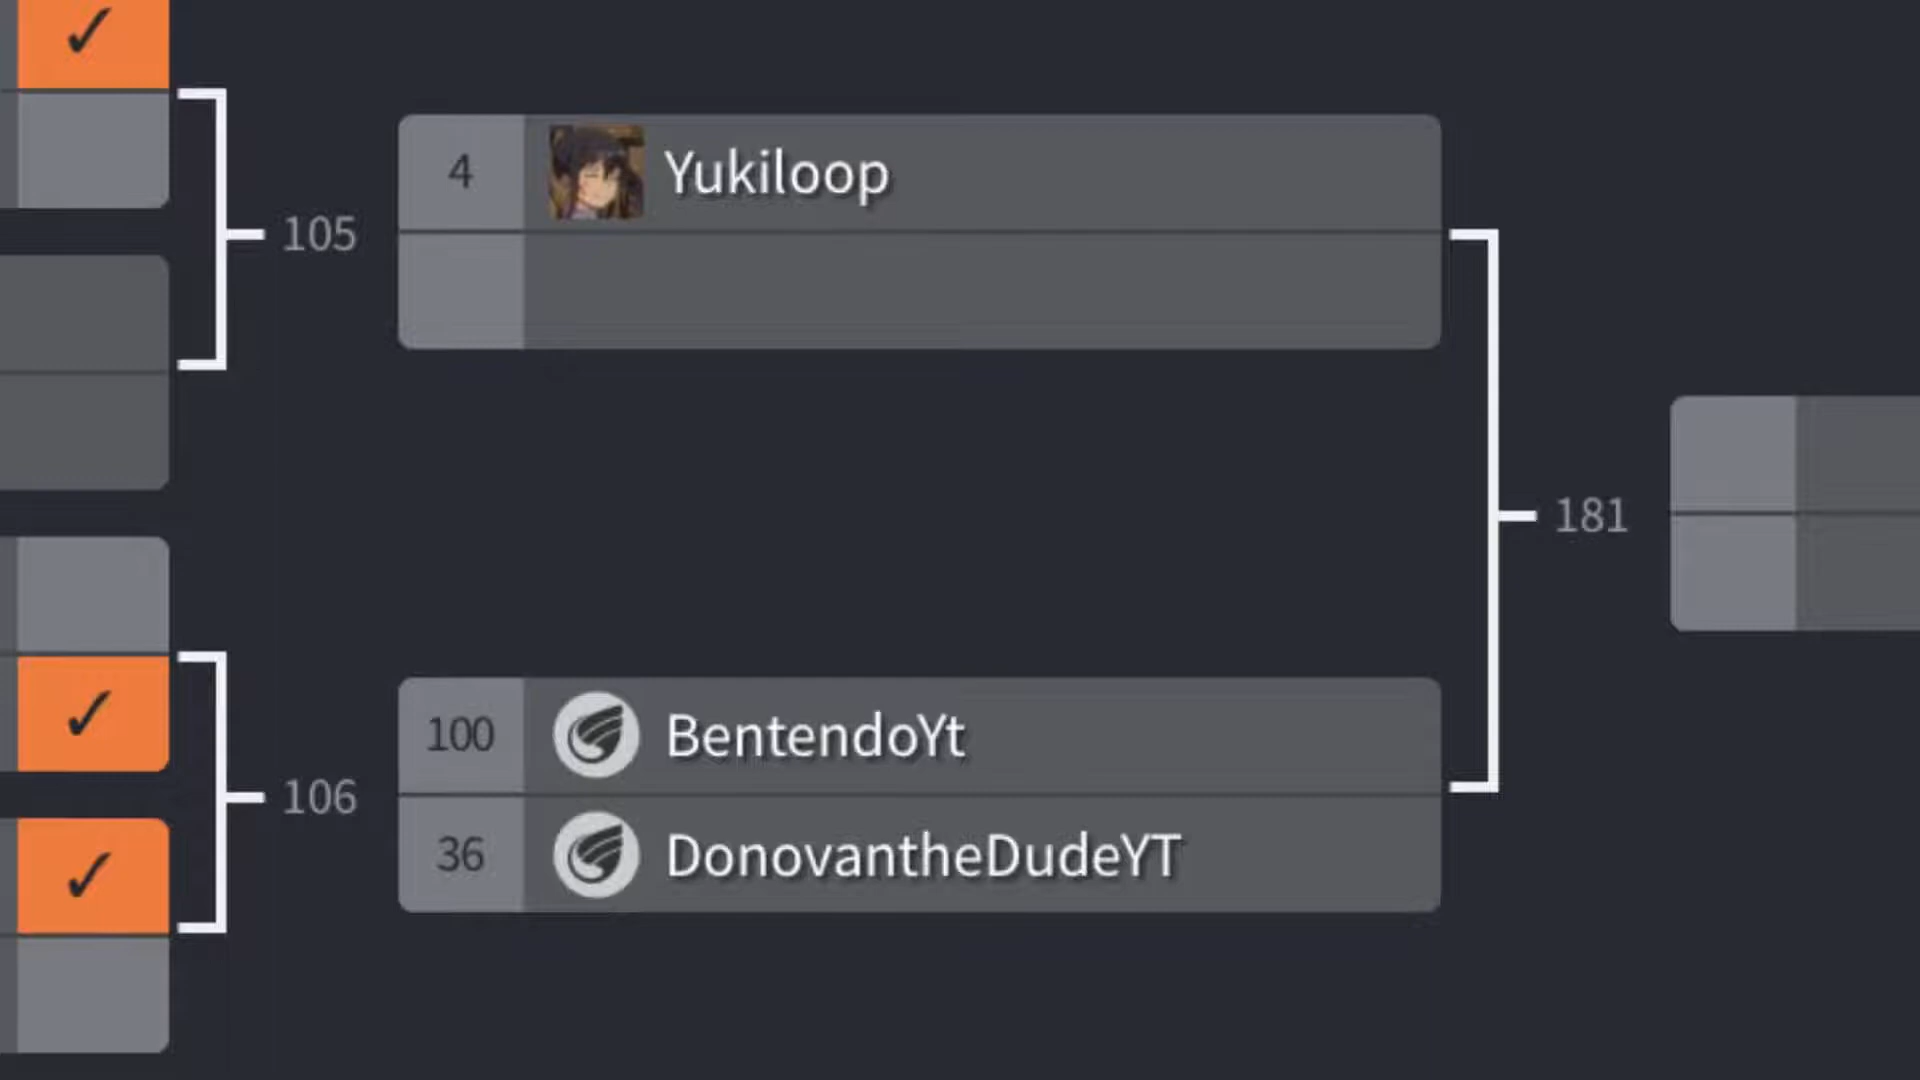 ✓
4 Yukiloop
105
181
✓
100 BentendoYt
106
✓
36 DonovantheDudeYT